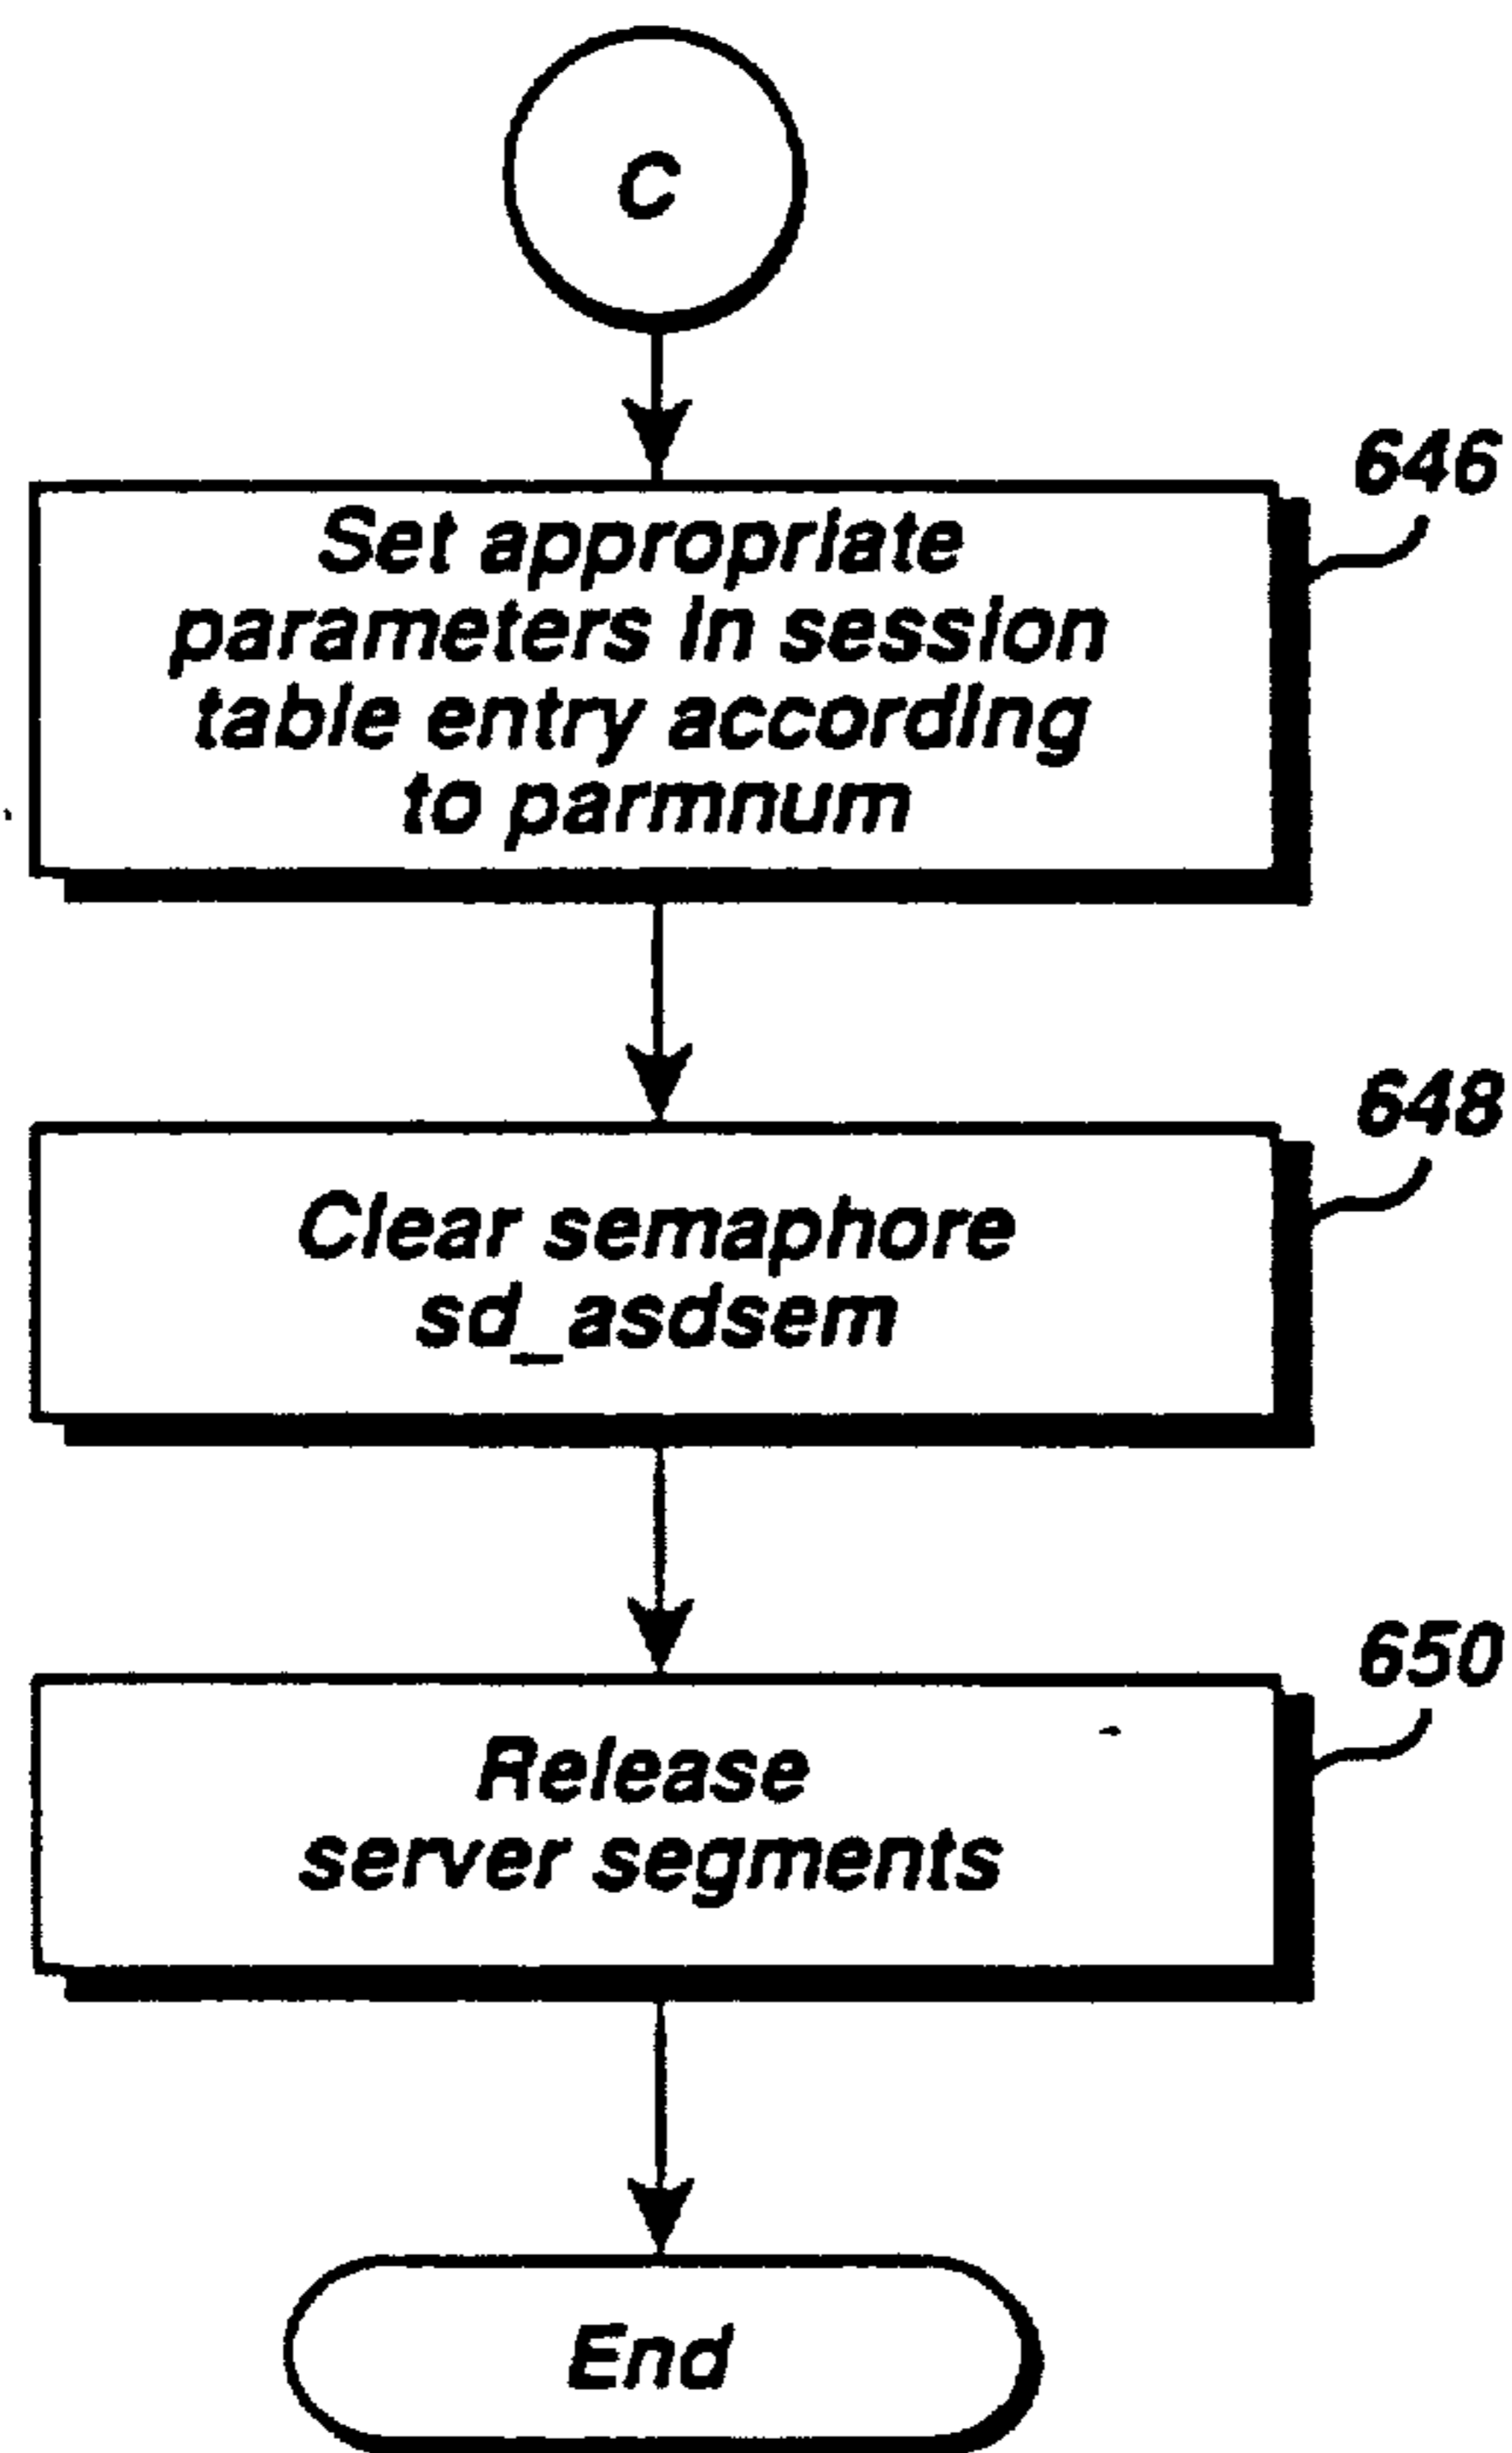 C
646
Set appropriate
parameters in session
table entry according
to parmnum
648
Clear semaphore
sd_asdsem
650
Release
server segments
End